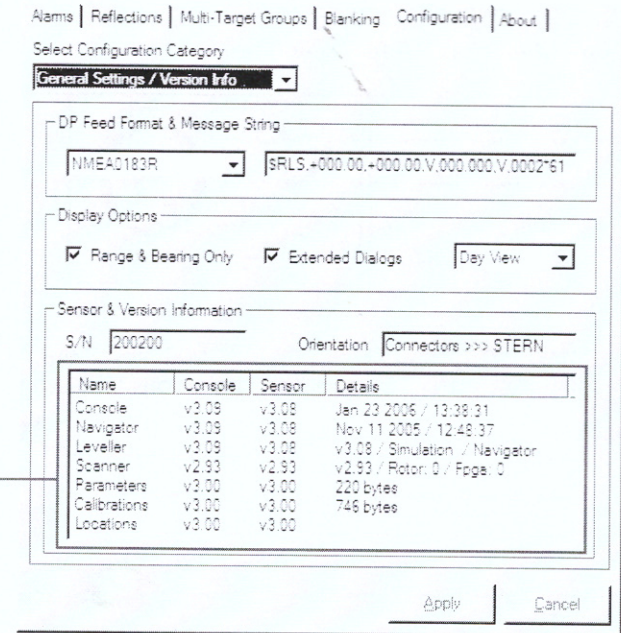 Alarms | Reflections | Multi-Target Groups | Blanking Configuration | About |
Select Configuration Category
General Settings / Version Info
DP Feed Format & Message String
NMEA0183R $RLS,+000.00,+000.00,V,000.000,V,0002*61
Display Options
Range & Bearing Only Extended Dialogs Day View
Sensor & Version Information
S/N 200200 Orientation Connectors >>> STERN
Name Console Sensor Details
Console v3.09 v3.08 Jan 23 2006 / 13:39:31
Navigator v3.09 v3.08 Nov 11 2005 / 12:48:37
Leveller v3.09 v3.08 v3.08 / Simulation / Navigator
Scanner v2.93 v2.93 v2.93 / Rotor: 0 / Fpga: 0
Parameters v3.00 v3.00 220 bytes
Calibrations v3.00 v3.00 746 bytes
Locations v3.00 v3.00
Apply Cancel